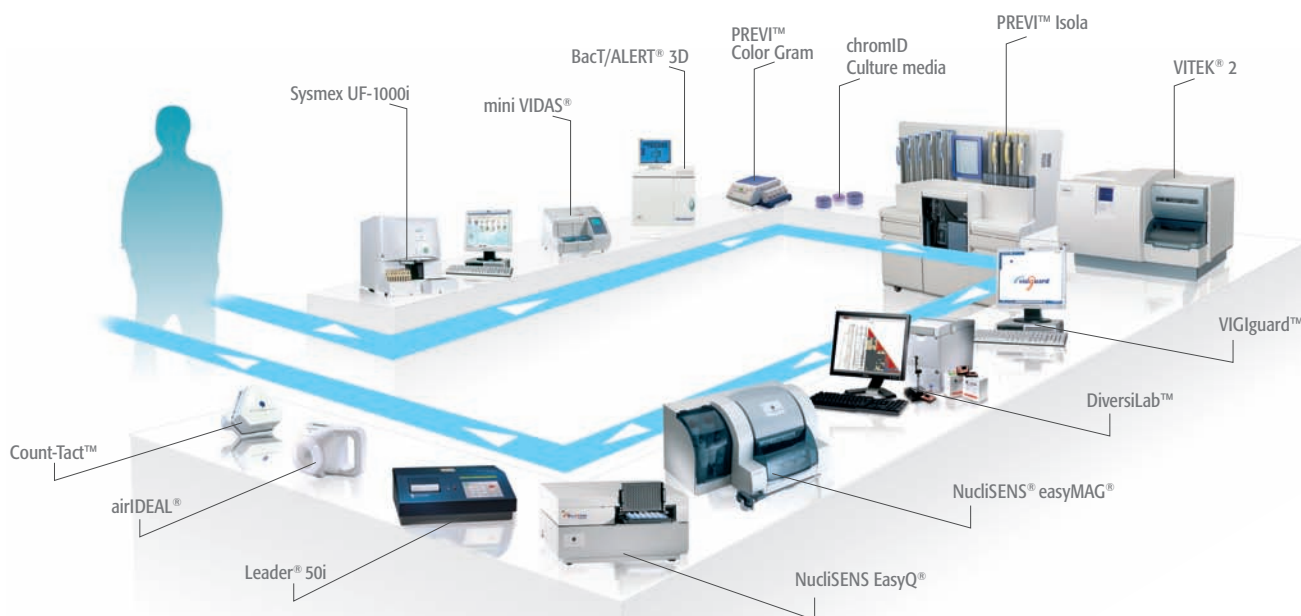 PREVI™ Isola
PREVI™
Color Gram
chromID
Culture media
BacT/ALERT® 3D
VITEK® 2
Sysmex UF-1000i
mini VIDAS®
vigiguard
VIGIguard™
DiversiLab™
Count-Tact™
airIDEAL®
NucliSENS® easyMAG®
Leader® 50i
NucliSENS EasyQ®